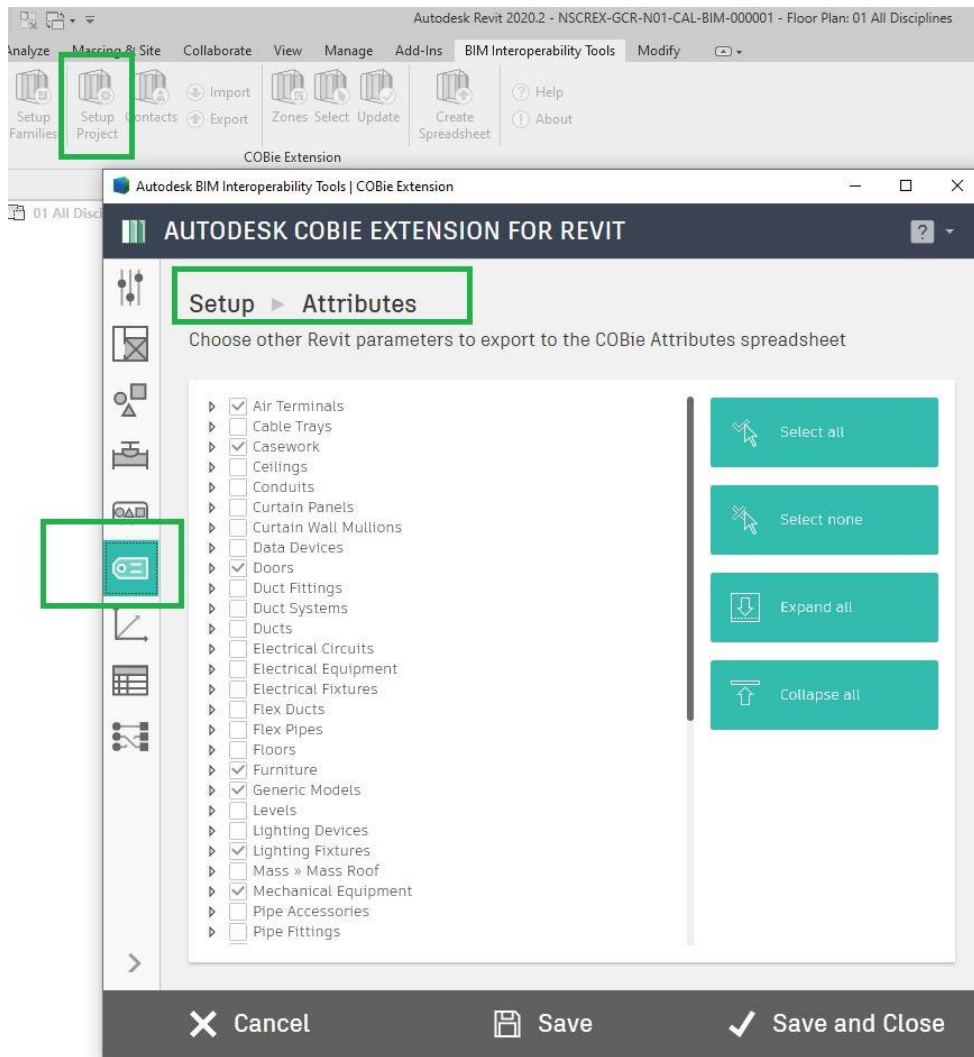 Autodesk Revit 2020.2 - NSCREX-GCR-N01-CAL-BIM-000001 - Floor Plan: 01 All Disciplines
Analyze Massing & Site Collaborate View Manage Add-Ins BIM Interoperability Tools Modify
Setup Families
Setup Project
Contacts
Import
Export
Zones Select Update
Create Spreadsheet
Help
About
COBie Extension
01 All Disci
Autodesk BIM Interoperability Tools | COBie Extension
AUTODESK COBIE EXTENSION FOR REVIT
?
Setup ▶ Attributes
Choose other Revit parameters to export to the COBie Attributes spreadsheet
Air Terminals
Cable Trays
Casework
Ceilings
Conduits
Curtain Panels
Curtain Wall Mullions
Data Devices
Doors
Duct Fittings
Duct Systems
Ducts
Electrical Circuits
Electrical Equipment
Electrical Fixtures
Flex Ducts
Flex Pipes
Floors
Furniture
Generic Models
Levels
Lighting Devices
Lighting Fixtures
Mass » Mass Roof
Mechanical Equipment
Pipe Accessories
Pipe Fittings
Select all
Select none
Expand all
Collapse all
Cancel
Save
Save and Close